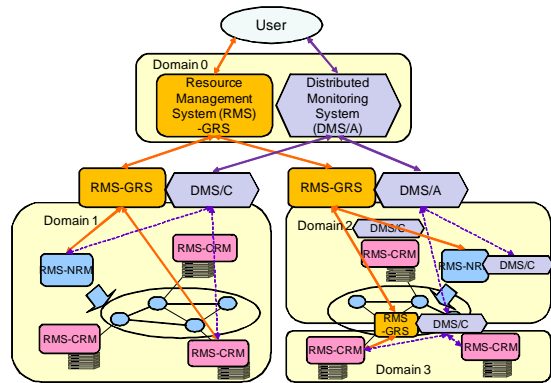 User
Domain 0
Resource
Management
System (RMS)
-GRS
Distributed
Monitoring
System
(DMS/A)
RMS-GRS
DMS/C
RMS-GRS
DMS/A
Domain 1
Domain 2
DMS/C
RMS-NRM
RMS-CRM
RMS-CRM
RMS-NR
DMS/C
RMS-CRM
RMS-CRM
RMS
-GRS
DMS/C
RMS-CRM
RMS-CRM
Domain 3